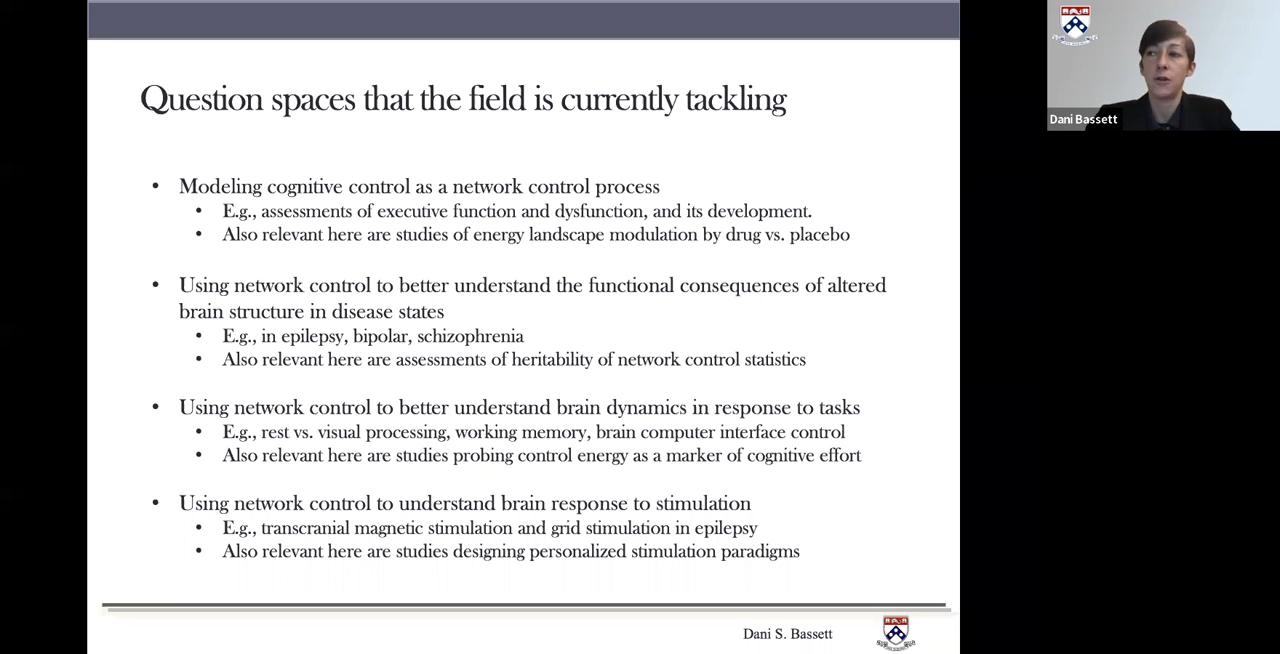 Question spaces that the field is currently tackling
Dani Bassett
• Modeling cognitive control as a network control process
• E.g., assessments of executive function and dysfunction, and its development.
• Also relevant here are studies of energy landscape modulation by drug vs. placebo
• Using network control to better understand the functional consequences of altered
brain structure in disease states
• E.g., in epilepsy, bipolar, schizophrenia
• Also relevant here are assessments of heritability of network control statistics
• Using network control to better understand brain dynamics in response to tasks
• E.g., rest vs. visual processing, working memory, brain computer interface control
• Also relevant here are studies probing control energy as a marker of cognitive effort
• Using network control to understand brain response to stimulation
• E.g., transcranial magnetic stimulation and grid stimulation in epilepsy
• Also relevant here are studies designing personalized stimulation paradigms
Dani S. Bassett